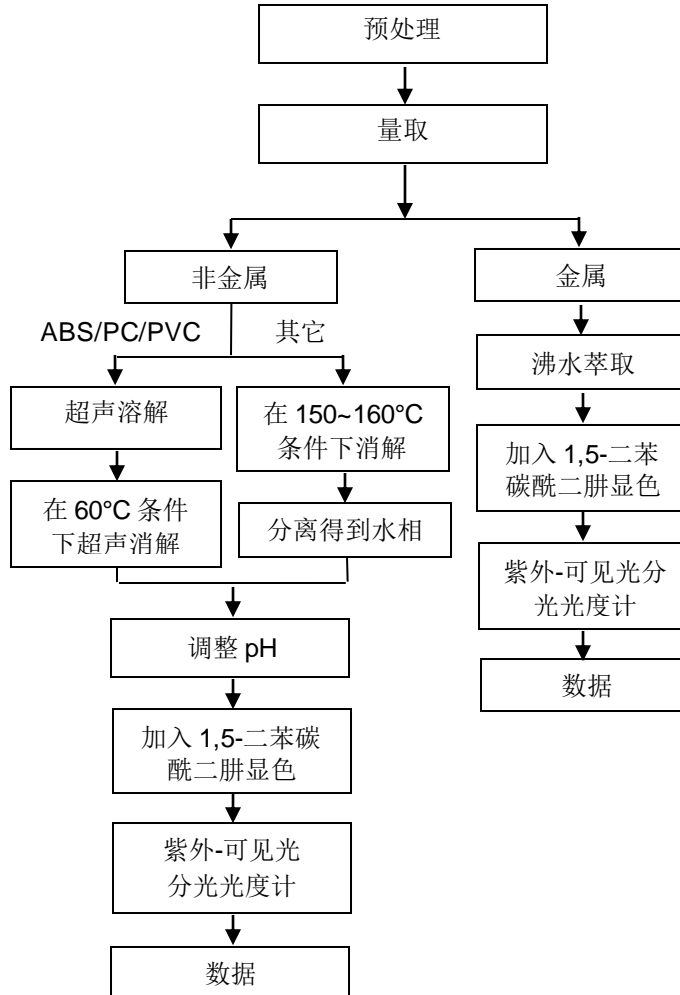 预处理
量取
非金属
金属
ABS/PC/PVC
其它
沸水萃取
超声溶解
在 150~160°C
条件下消解
加入 1,5-二苯
碳酰二肼显色
在 60°C 条件
下超声消解
分离得到水相
紫外-可见光分
光光度计
调整 pH
数据
加入 1,5-二苯碳
酰二肼显色
紫外-可见光
分光光度计
数据